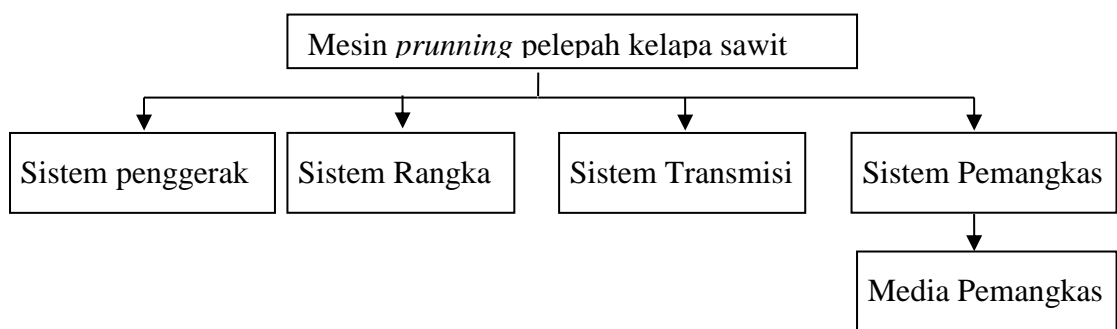 Mesin prunning pelepah kelapa sawit
Sistem penggerak
Sistem Rangka
Sistem Transmisi
Sistem Pemangkas
Media Pemangkas